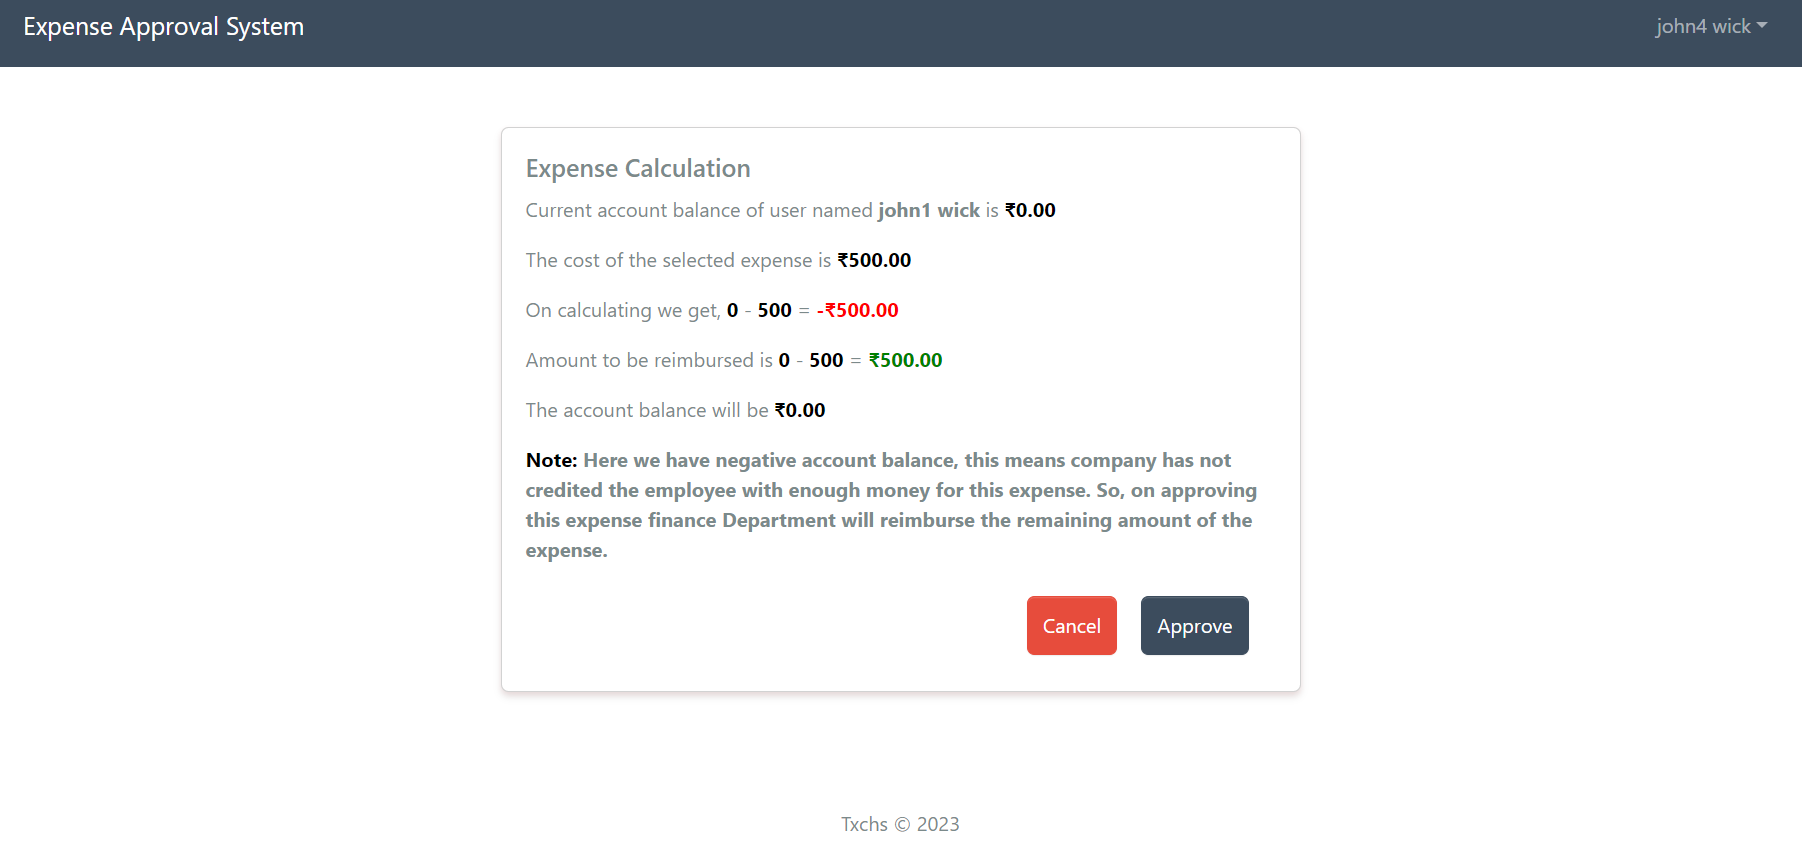 Expense Approval System
john4 wick
Expense Calculation
Current account balance of user named john1 wick is ₹0.00
The cost of the selected expense is ₹500.00
On calculating we get, 0 - 500 = -₹500.00
Amount to be reimbursed is 0 - 500 = ₹500.00
The account balance will be ₹0.00
Note: Here we have negative account balance, this means company has not
credited the employee with enough money for this expense. So, on approving
this expense finance Department will reimburse the remaining amount of the
expense.
Cancel
Approve
Txchs © 2023